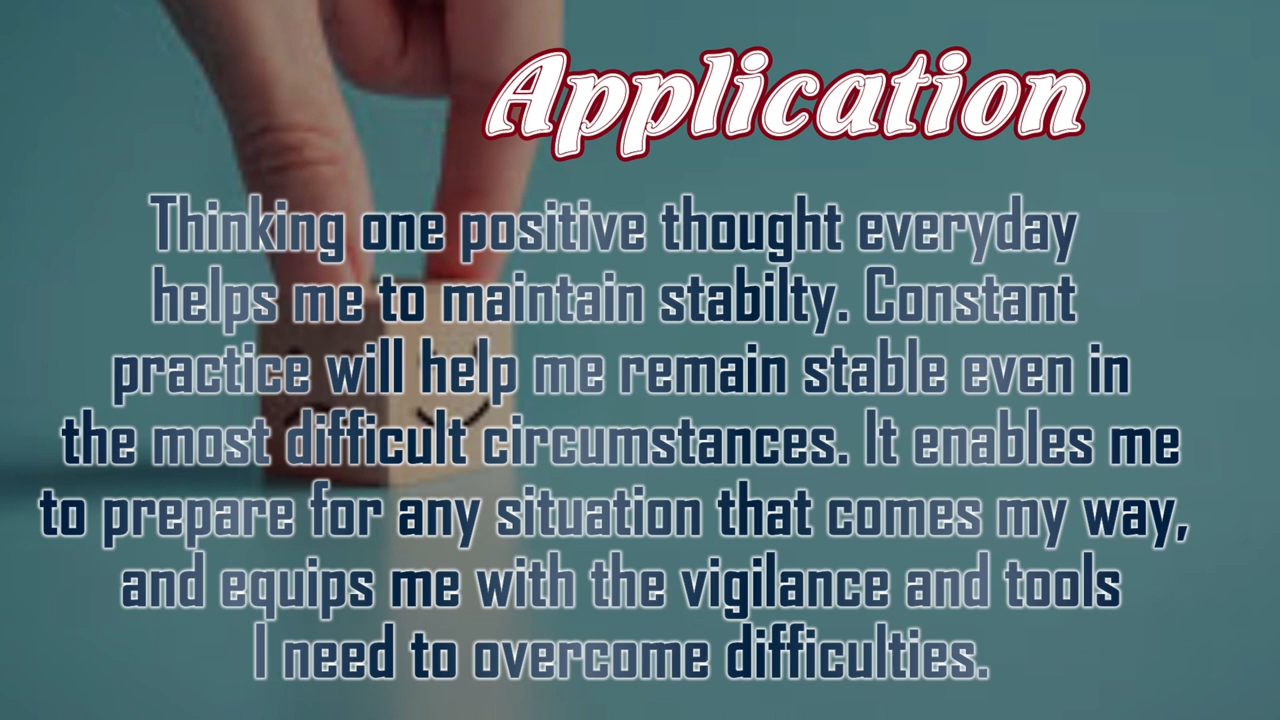 Application
Thinking one positive thought everyday
helps me to maintain stabilty. Constant
practice will help me remain stable even in
the most difficult circumstances. It enables me
to prepare for any situation that comes my way,
and equips me with the vigilance and tools
I need to overcome difficulties.